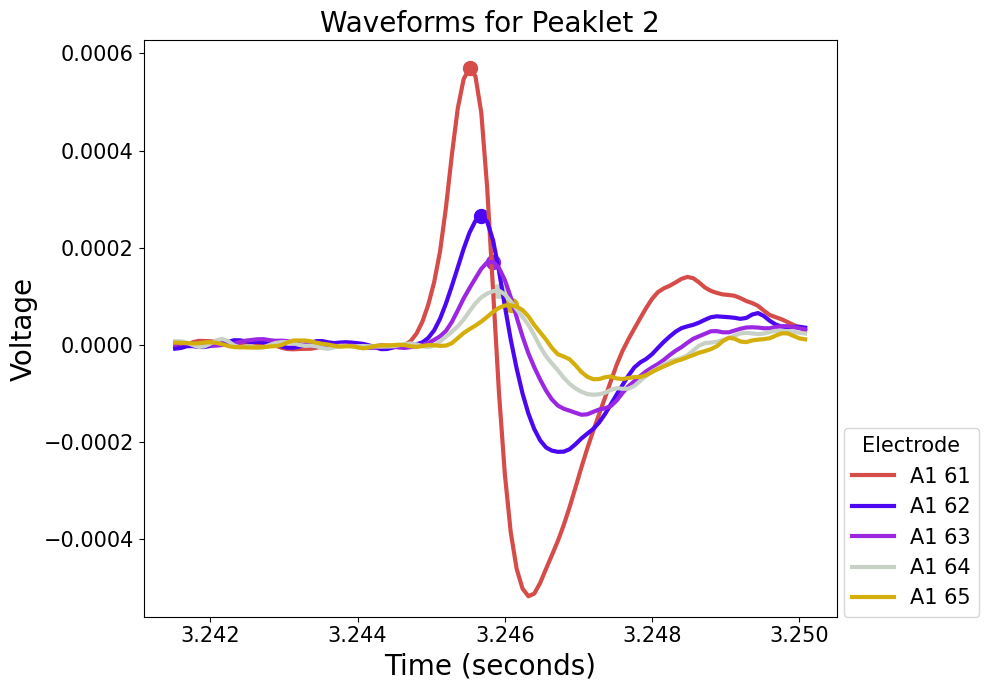 Waveforms for Peaklet 2
0.0006
0.0004
0.0002
0.0000
−0.0002
−0.0004
Voltage
3.242 3.244 3.246 3.248 3.250
Time (seconds)
Electrode
A1 61
A1 62
A1 63
A1 64
A1 65